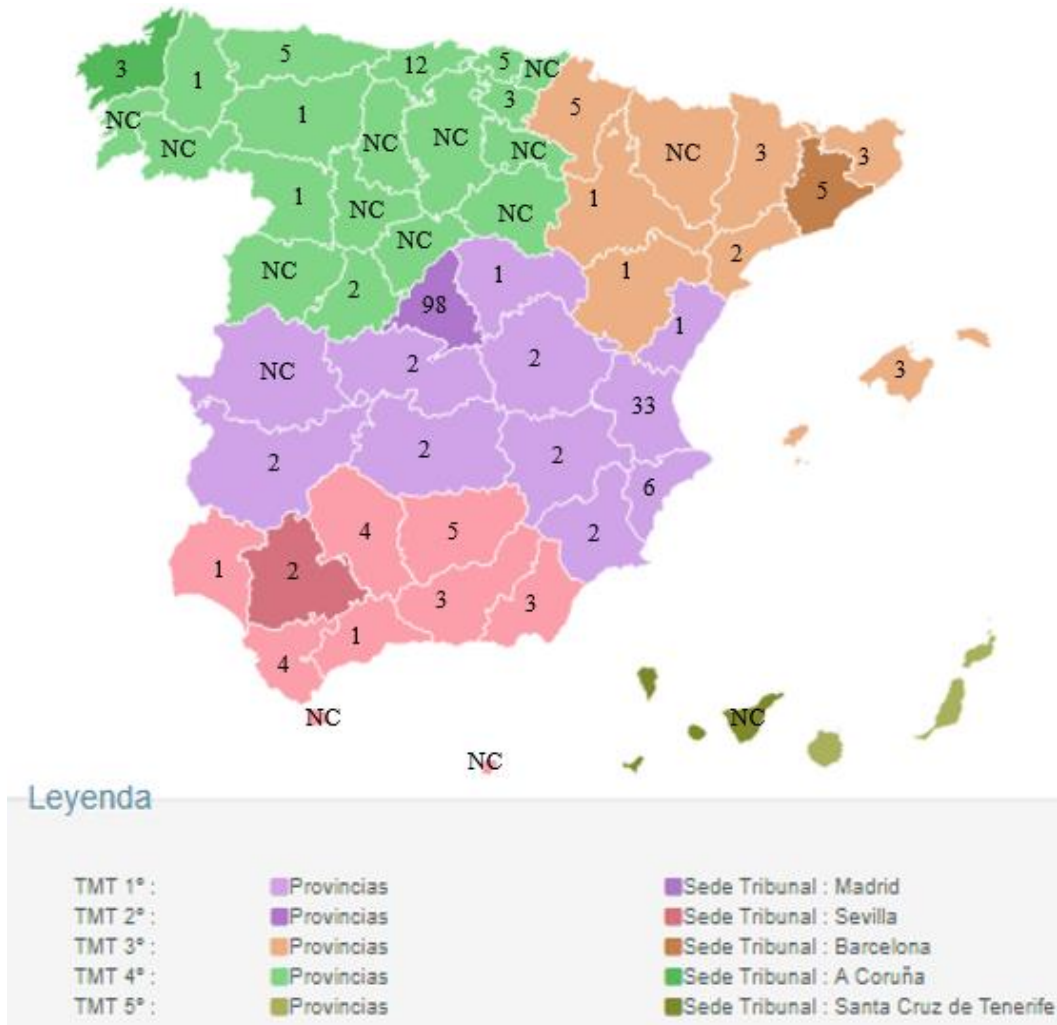 5
12
5
NC
3
1
3
5
NC
1
NC
NC
NC
3
3
NC
NC
5
1
1
NC
NC
NC
2
NC
1
1
2
98
1
NC
2
2
3
33
2
2
2
6
4
5
2
1
2
3
3
1
4
NC
NC
NC
Leyenda
TMT 1º : Provincias Sede Tribunal : Madrid
TMT 2º : Provincias Sede Tribunal : Sevilla
TMT 3º : Provincias Sede Tribunal : Barcelona
TMT 4º : Provincias Sede Tribunal : A Coruña
TMT 5º : Provincias Sede Tribunal : Santa Cruz de Tenerife